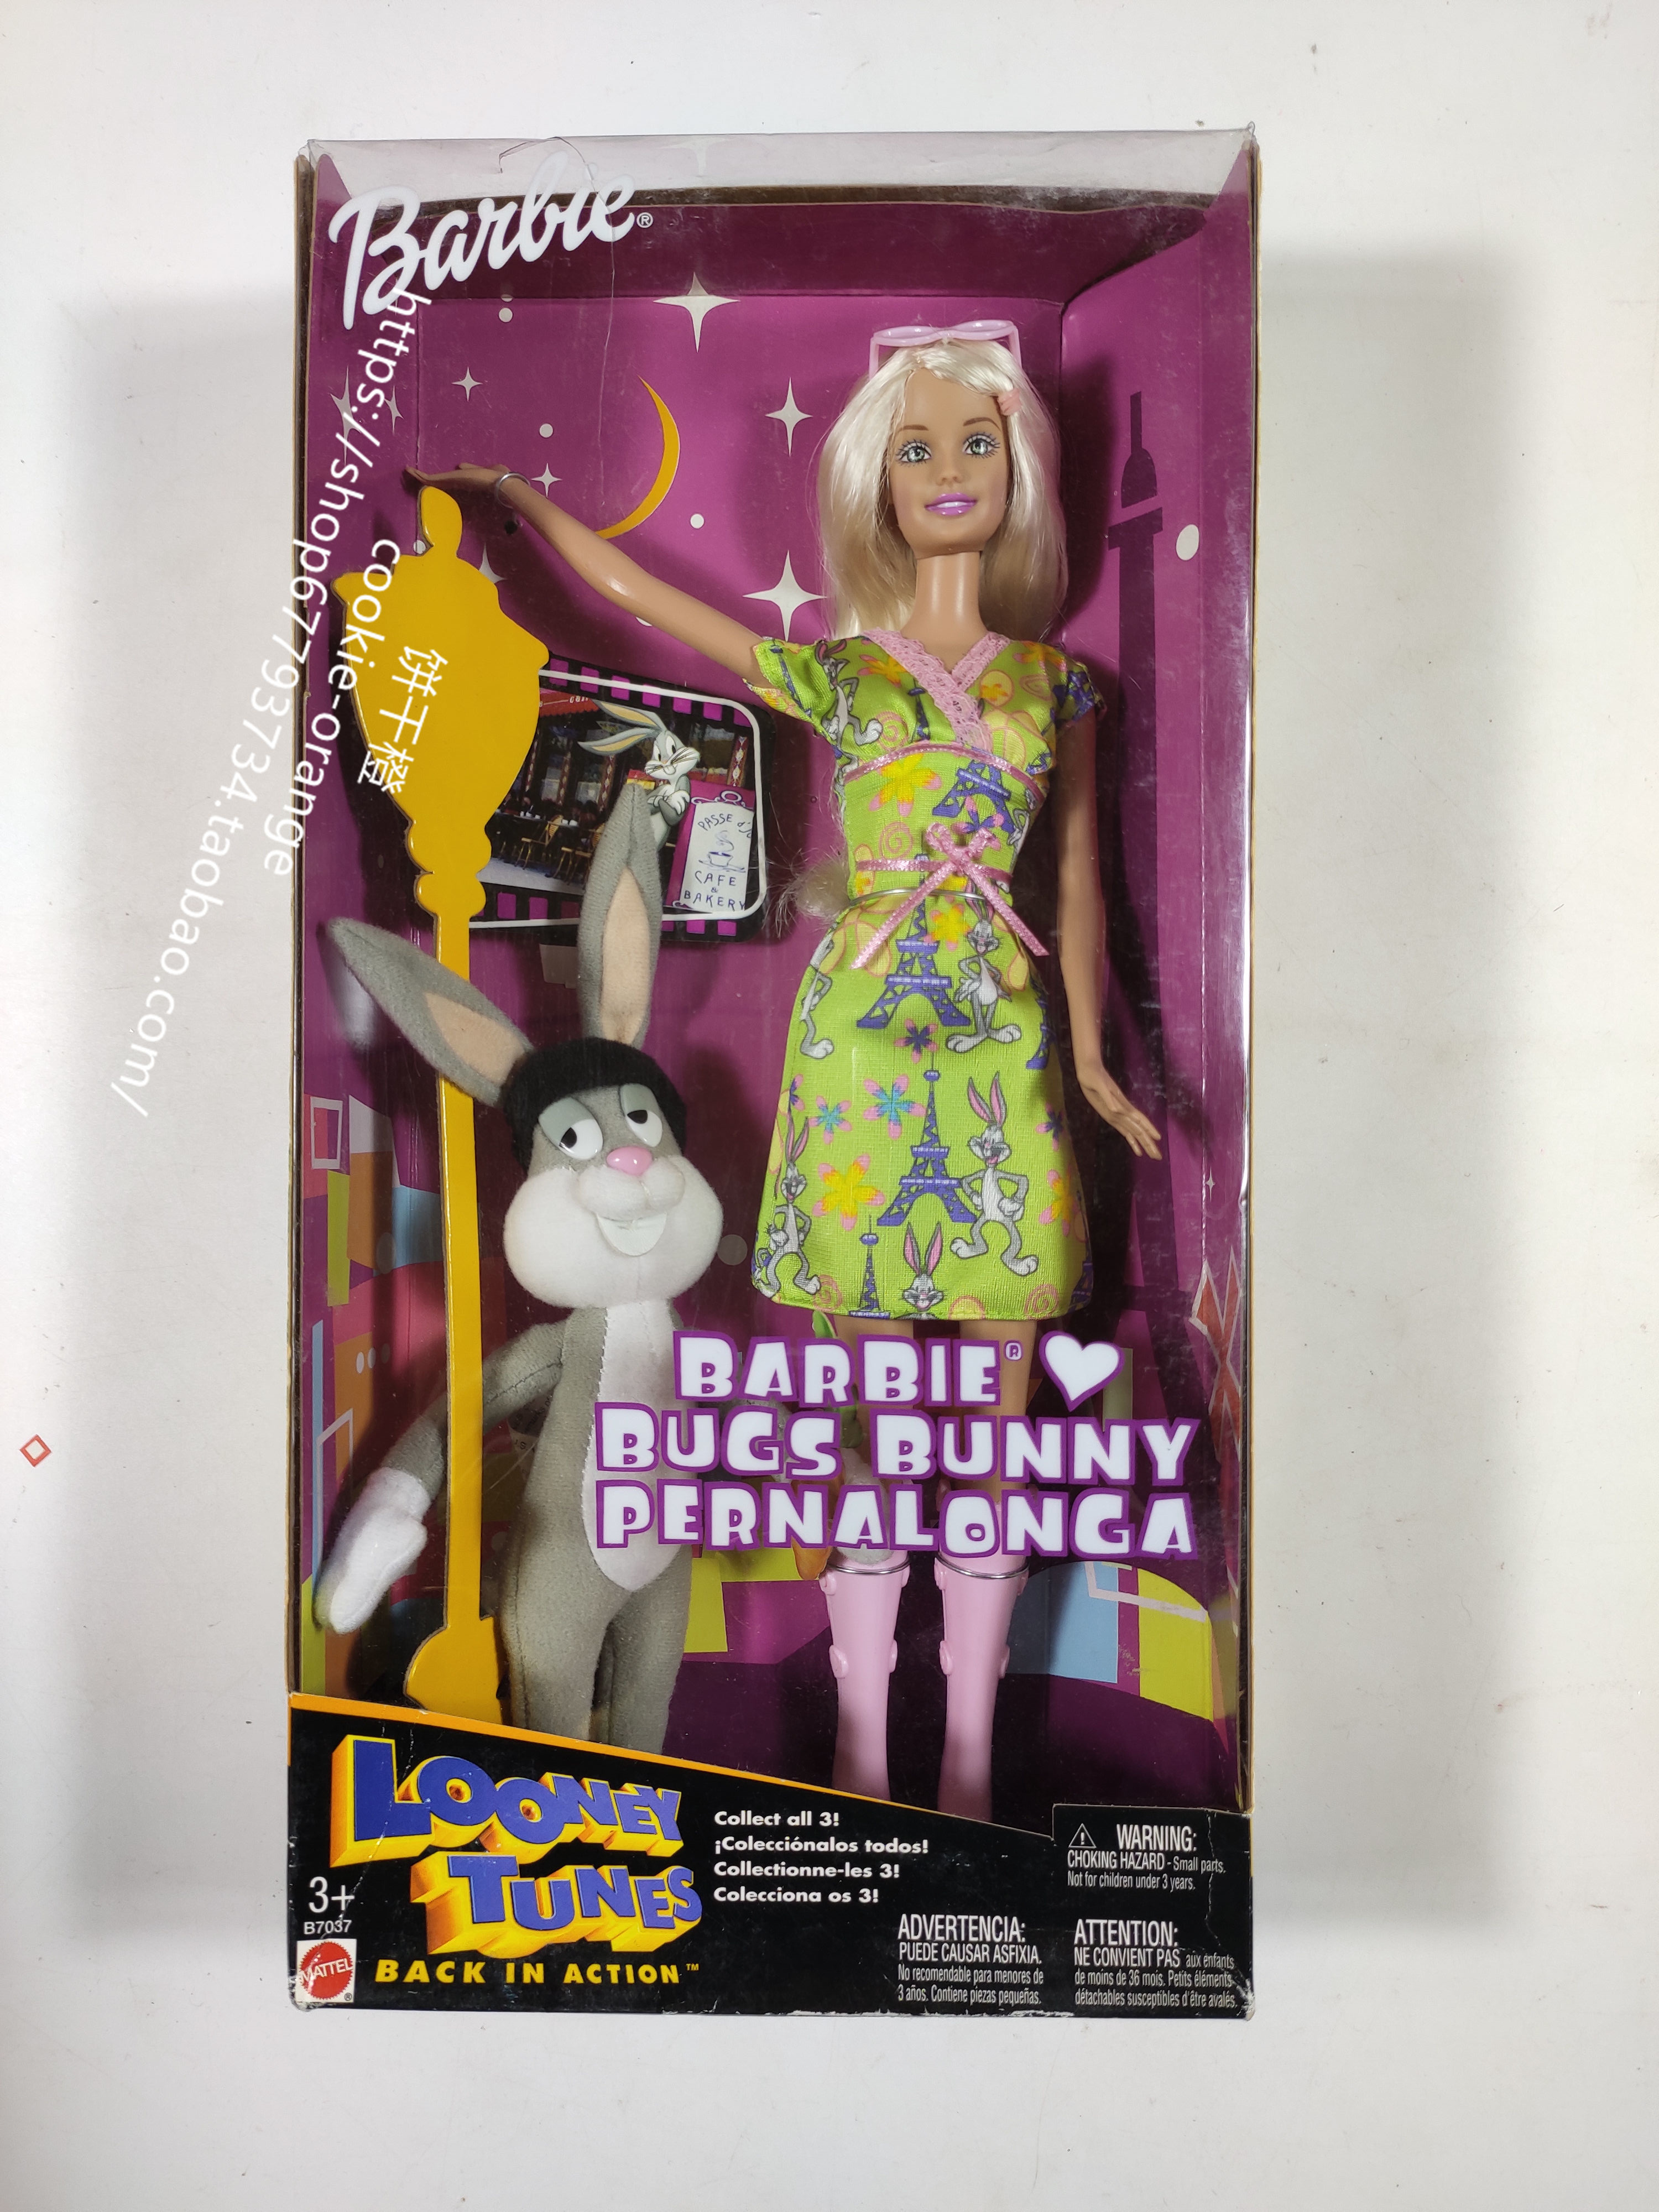 Barbie®
https://shop67793734.taobao.com/
cookie-orange
饼干橙
PASSE
CAFE
&
BAKERY
BARBIE® ♥
BUGS BUNNY
PERNALONGA
LOONEY
TUNES
BACK IN ACTION™
Collect all 3!
¡Colecciónalos todos!
Collectionne-les 3!
Colecciona os 3!
3+
B7037
MATTEL®
⚠ WARNING:
CHOKING HAZARD - Small parts.
Not for children under 3 years.
ADVERTENCIA:
PUEDE CAUSAR ASFIXIA.
No recomendable para menores de
3 años. Contiene piezas pequeñas.
ATTENTION:
NE CONVIENT PAS aux enfants
de moins de 36 mois. Petits éléments
détachables susceptibles d'être avalés.